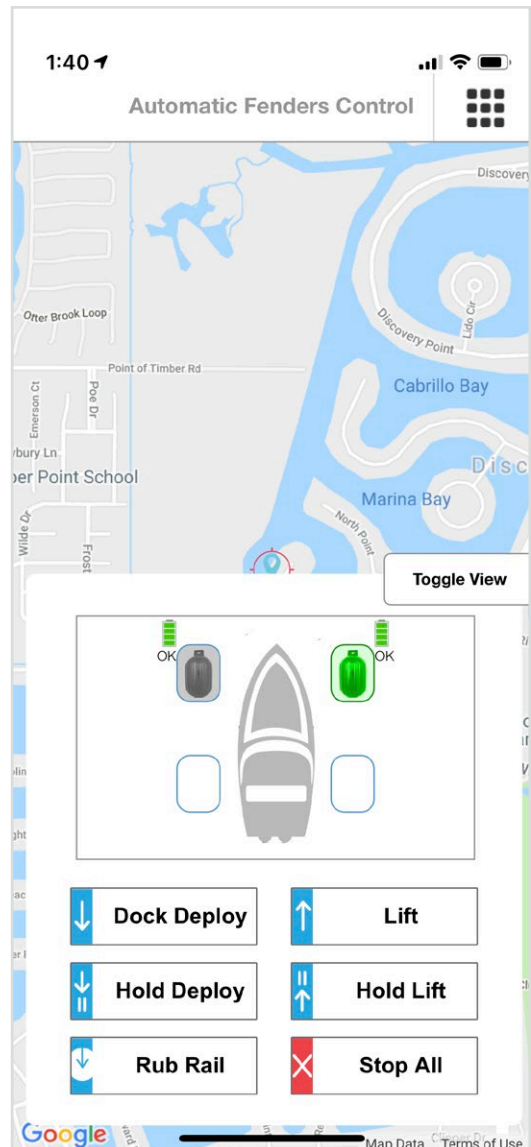 1:40
Automatic Fenders Control
Discovery
Ofter Brook Loop
Lido Cir
Discovery Point
Point of Timber Rd
Cabrillo Bay
Emerson Ct
Poe Dr
bury Ln
Disc
per Point School
Marina Bay
Wilde Dr
Frost
North Point
Toggle View
OK
OK
Dock Deploy
Lift
Hold Deploy
Hold Lift
Rub Rail
Stop All
Google
Map Data
Terms of Use